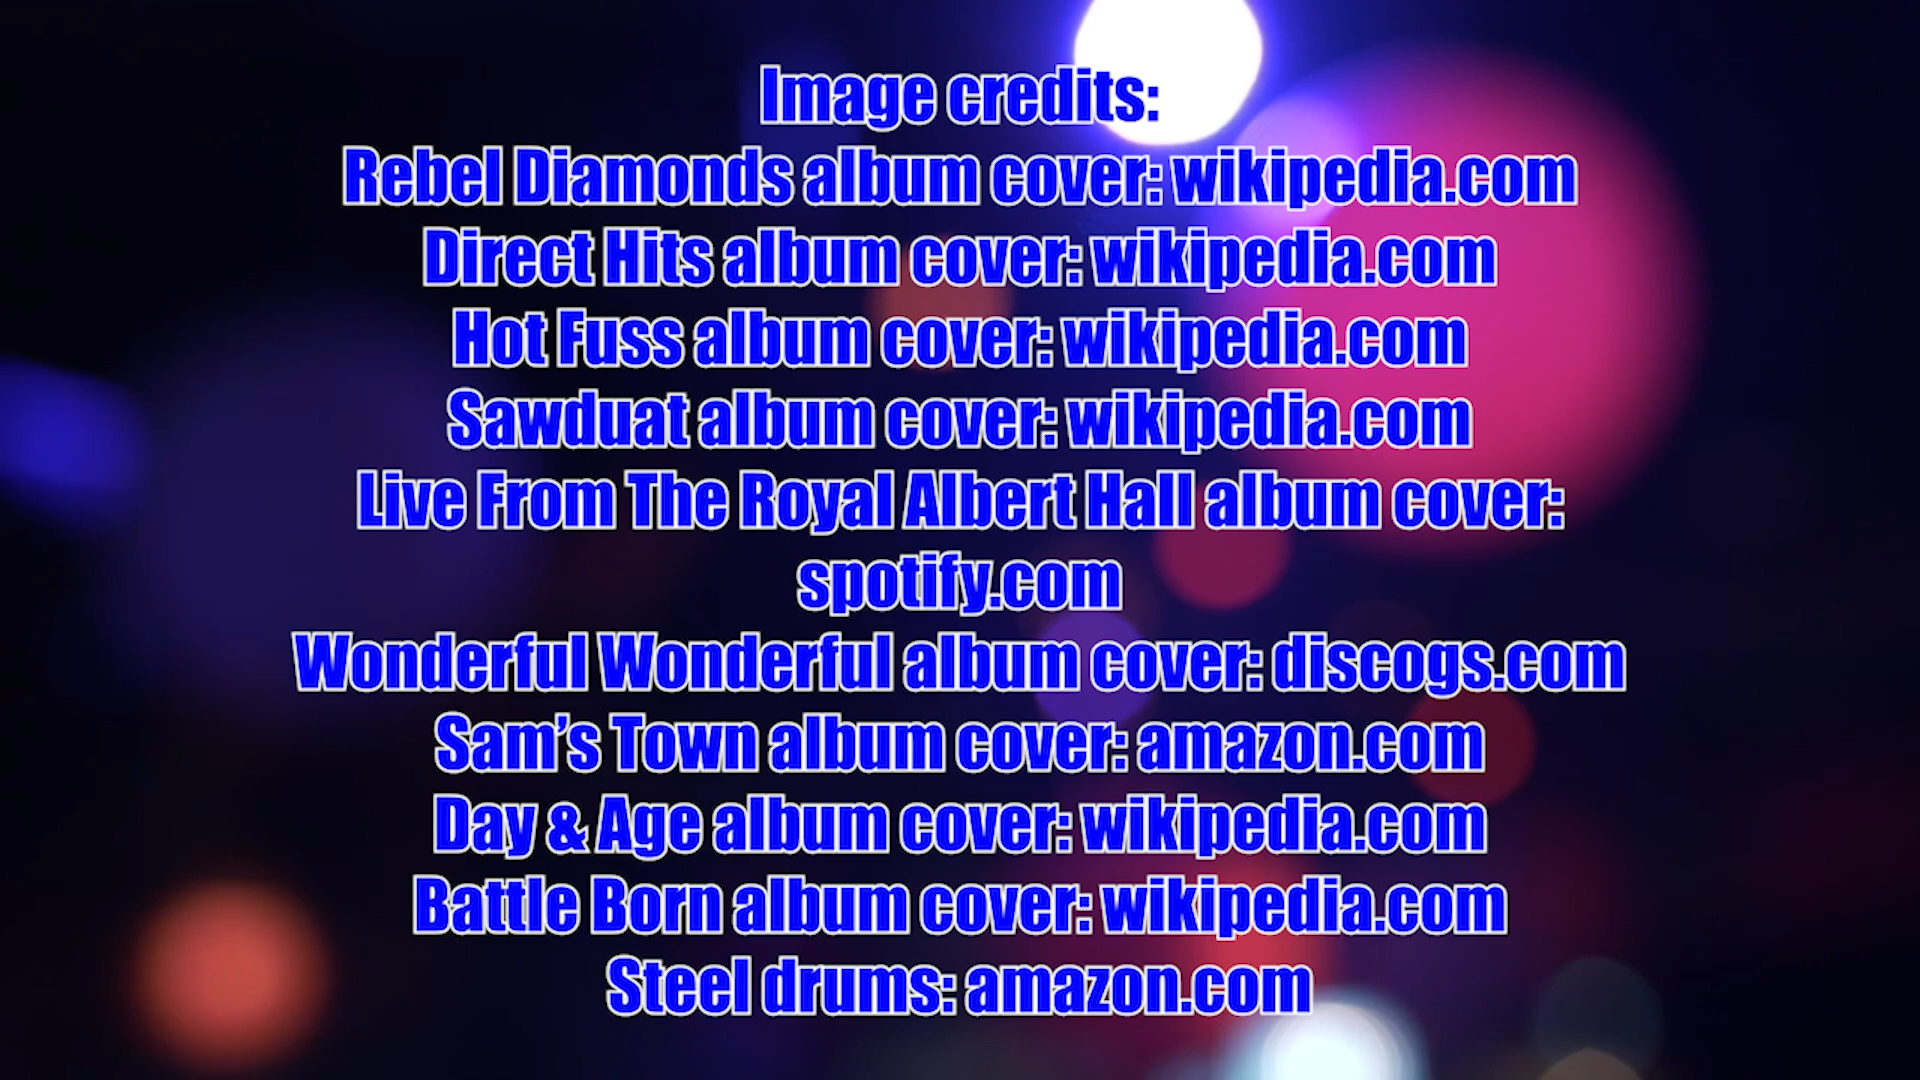 Image credits:
Rebel Diamonds album cover: wikipedia.com
Direct Hits album cover: wikipedia.com
Hot Fuss album cover: wikipedia.com
Sawduat album cover: wikipedia.com
Live From The Royal Albert Hall album cover:
spotify.com
Wonderful Wonderful album cover: discogs.com
Sam’s Town album cover: amazon.com
Day & Age album cover: wikipedia.com
Battle Born album cover: wikipedia.com
Steel drums: amazon.com